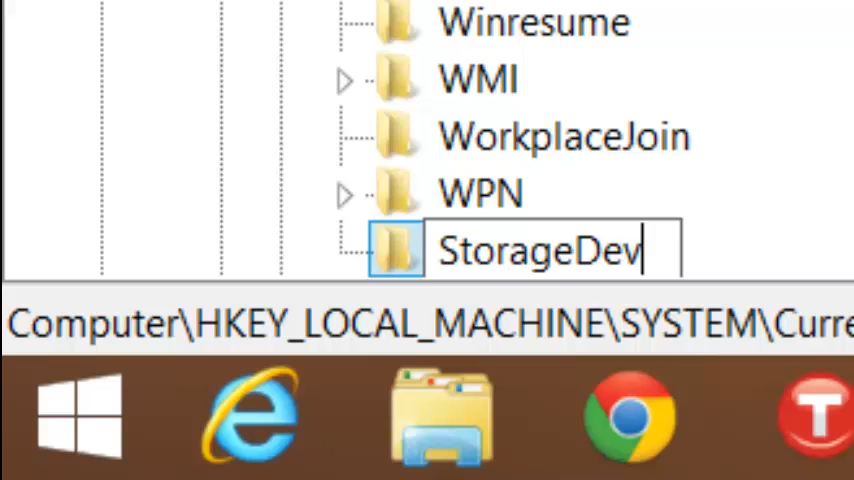 Winresume
WMI
WorkplaceJoin
WPN
StorageDev
Computer\HKEY_LOCAL_MACHINE\SYSTEM\Curre
T